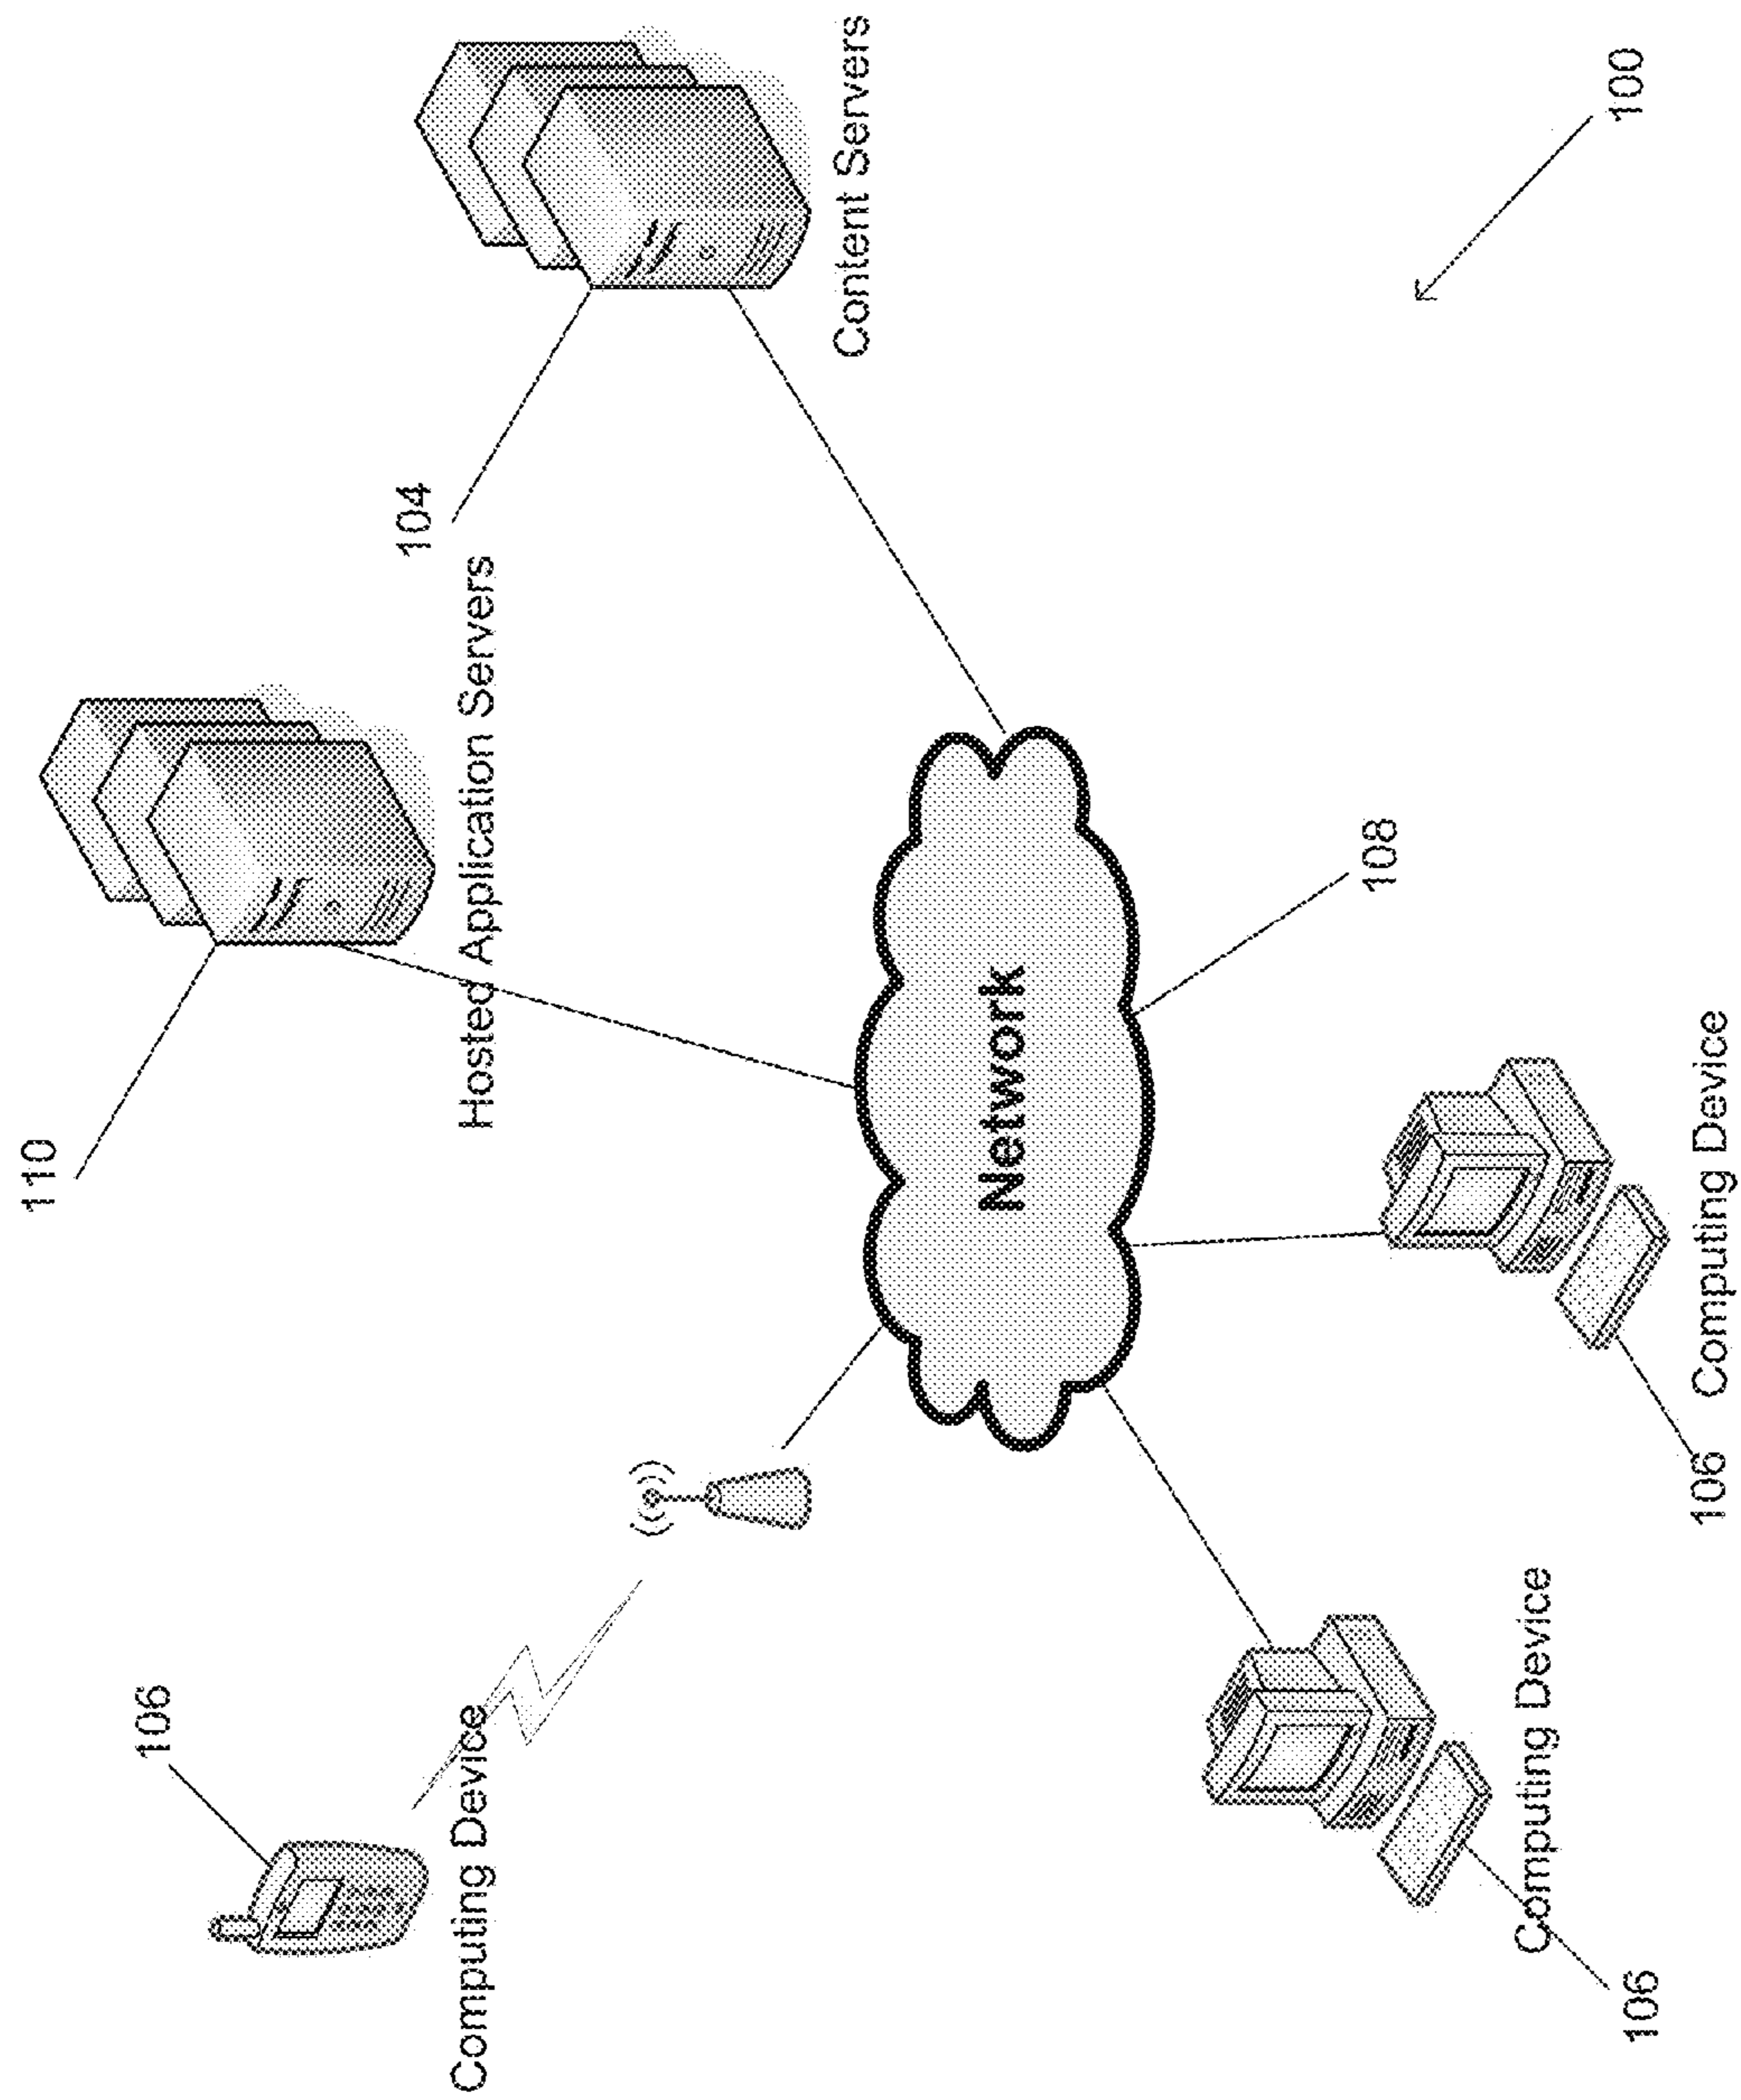 110
Hosted Application Servers
104
Content Servers
106
Computing Device
Network
108
100
106
Computing Device
106
Computing Device